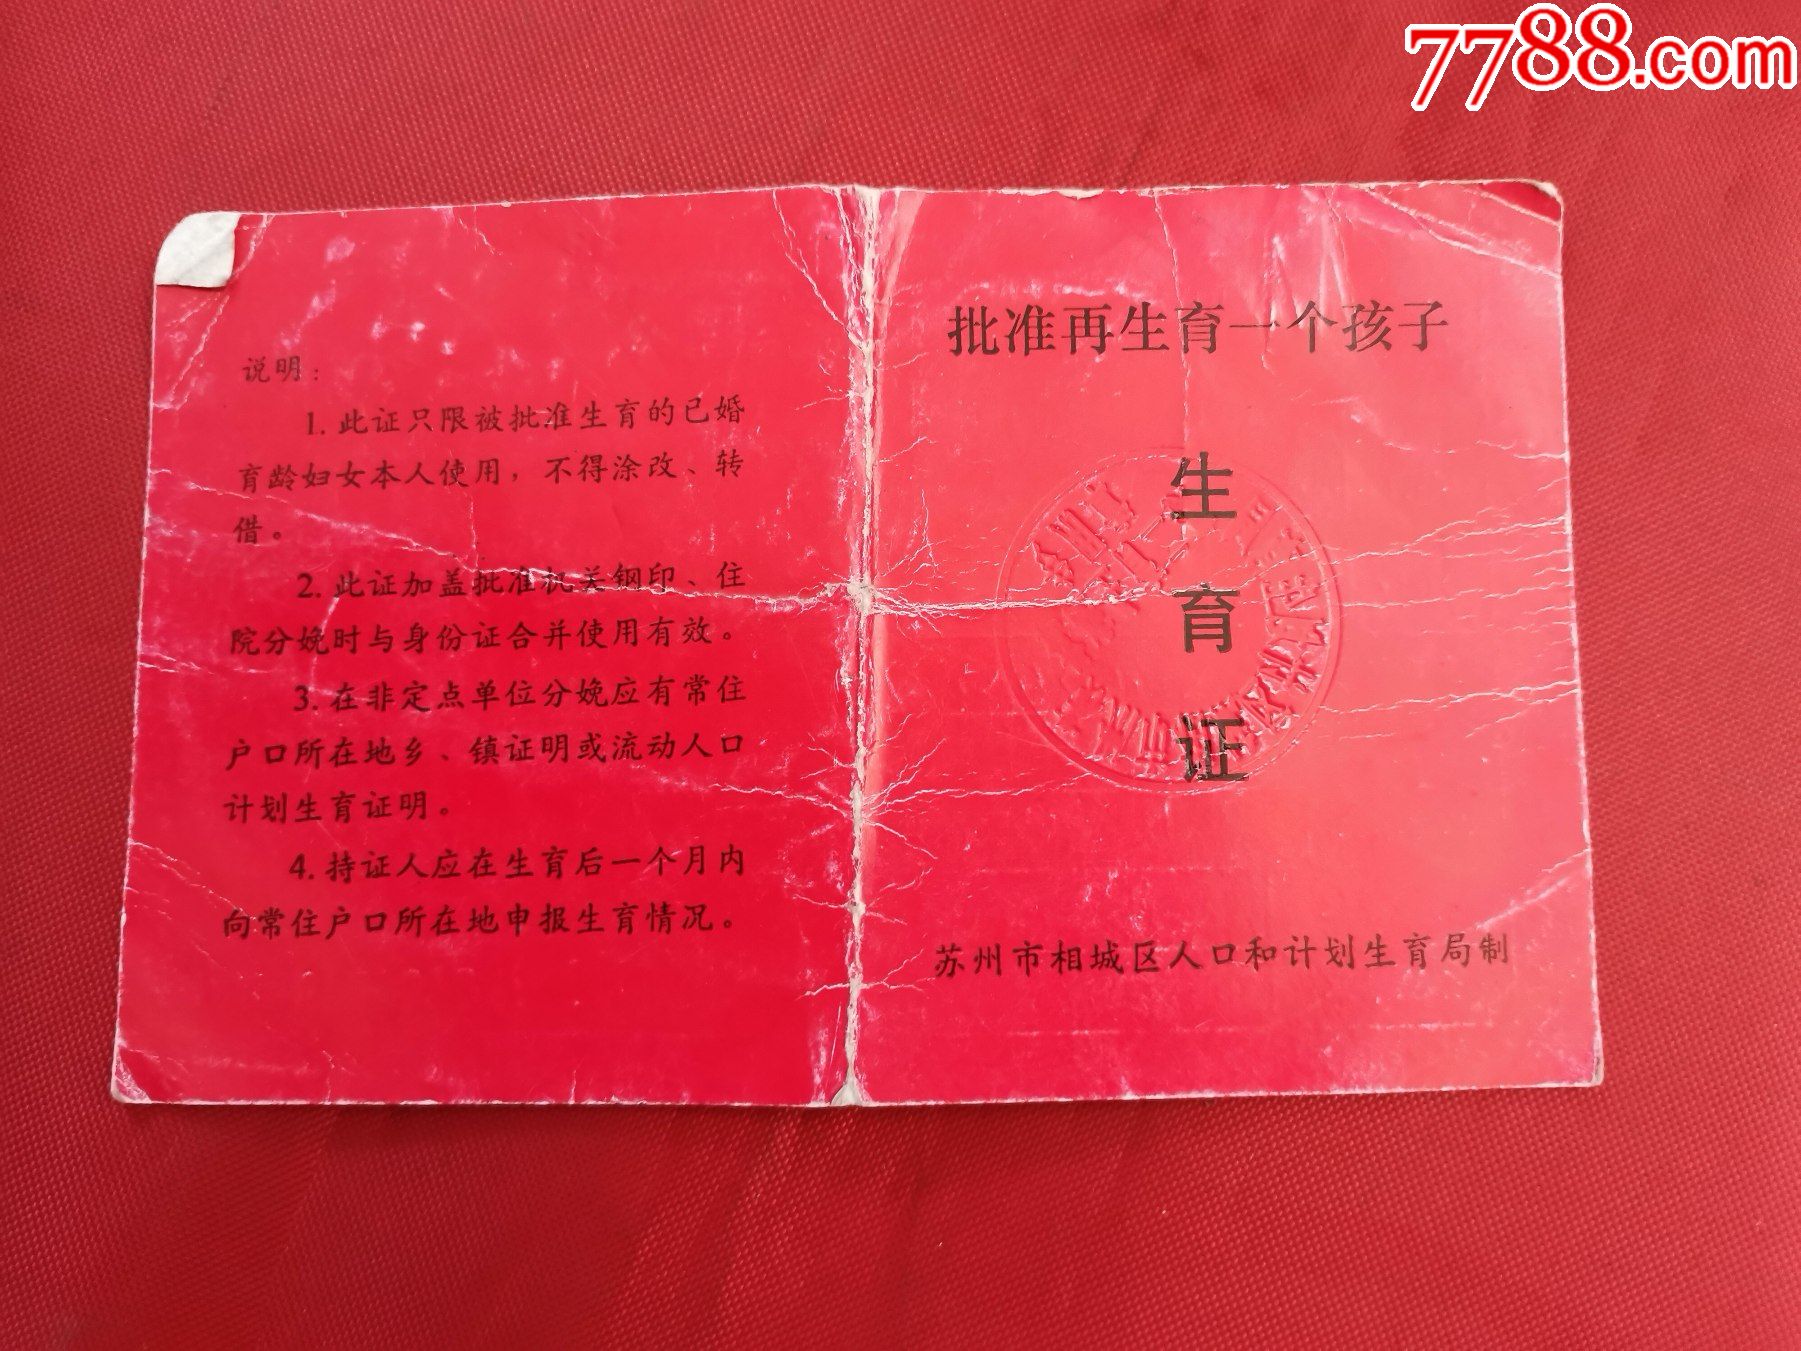 7788.com
说明：
1. 此证只限被批准生育的已婚
育龄妇女本人使用，不得涂改、转
借。
2. 此证加盖批准机关钢印、住
院分娩时与身份证合并使用有效。
3. 在非定点单位分娩应有常住
户口所在地乡、镇证明或流动人口
计划生育证明。
4. 持证人应在生育后一个月内
向常住户口所在地申报生育情况。
批准再生育一个孩子
生
育
证
苏州市相城区人口和计划生育局制